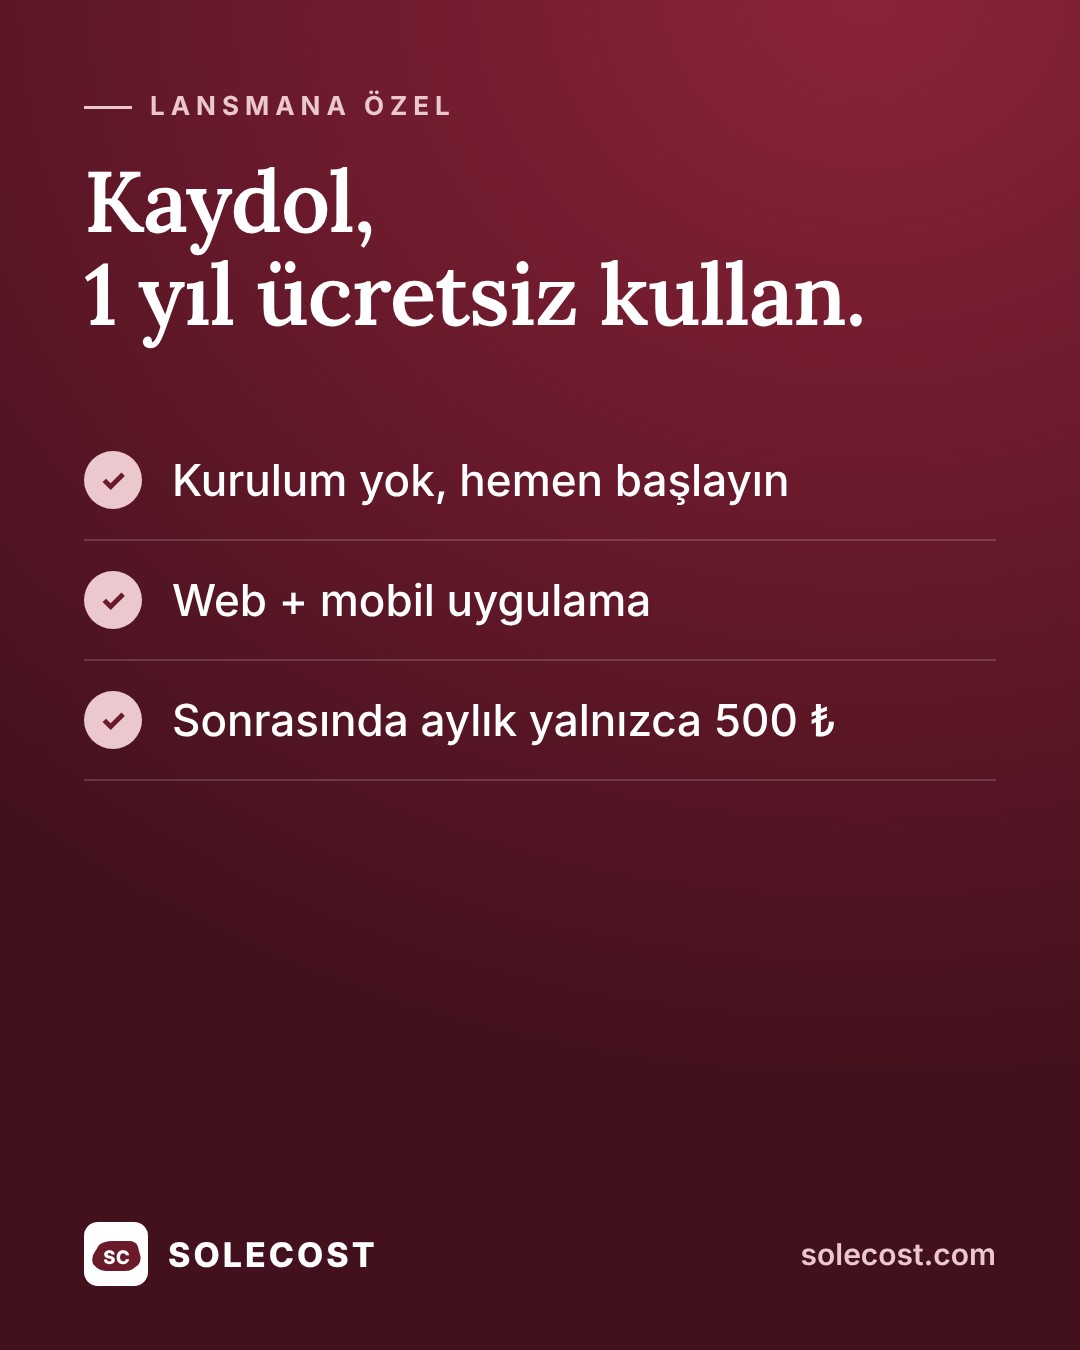 LANSMANA ÖZEL
Kaydol,
1 yıl ücretsiz kullan.
Kurulum yok, hemen başlayın
Web + mobil uygulama
Sonrasında aylık yalnızca 500 ₺
SC SOLECOST
solecost.com